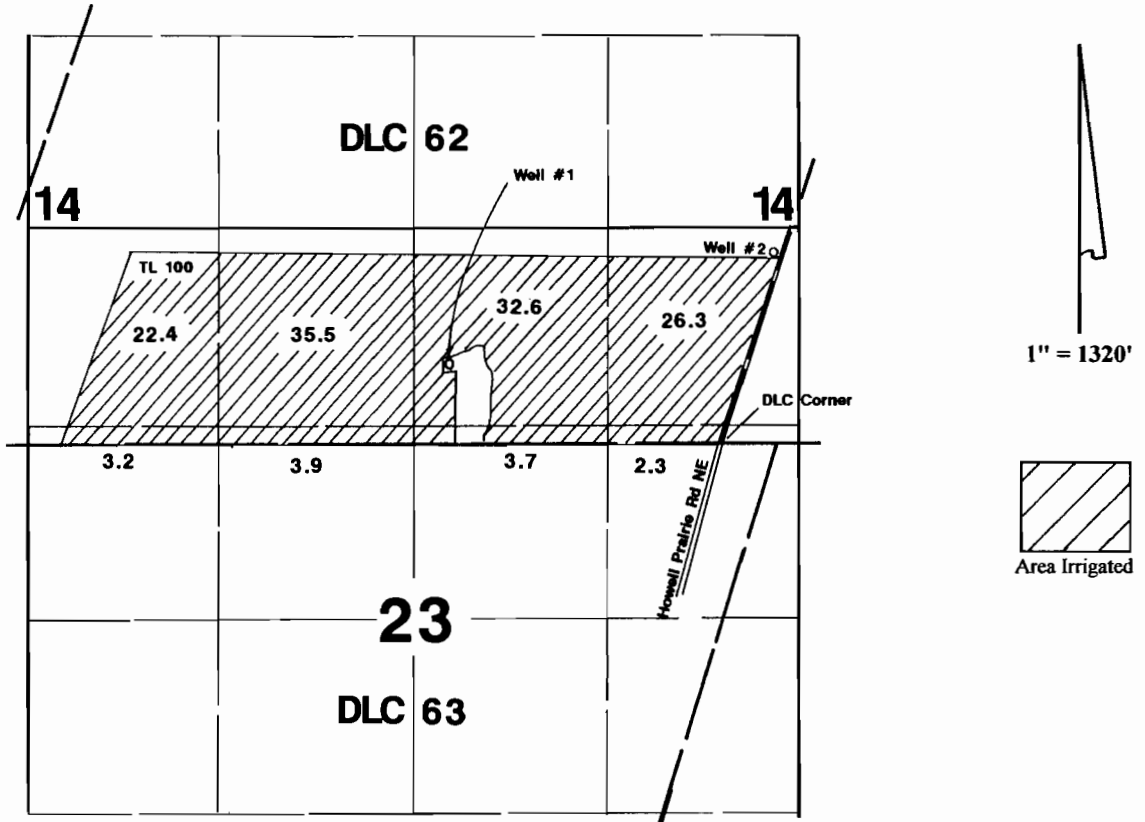 DLC 62
Well #1
14
14
Well #2
TL 100
32.6
26.3
22.4
35.5
1" = 1320'
DLC Corner
3.2
3.9
3.7
2.3
Howell Prairie Rd NE
Area Irrigated
23
DLC 63